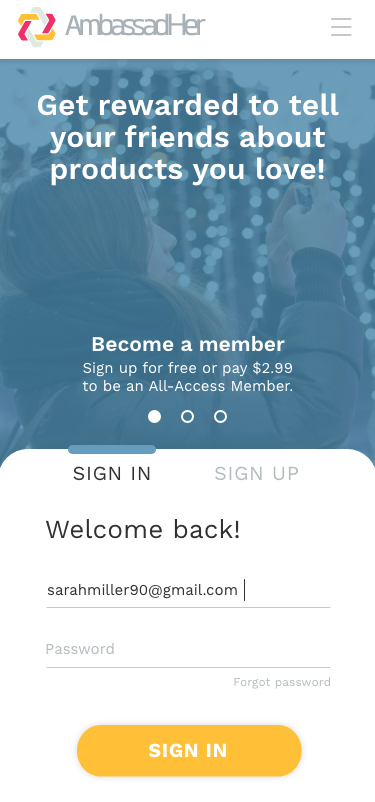 AmbassadHer
Get rewarded to tell
your friends about
products you love!
Become a member
Sign up for free or pay $2.99
to be an All-Access Member.
SIGN IN SIGN UP
Welcome back!
sarahmiller90@gmail.com
Password
Forgot password
SIGN IN